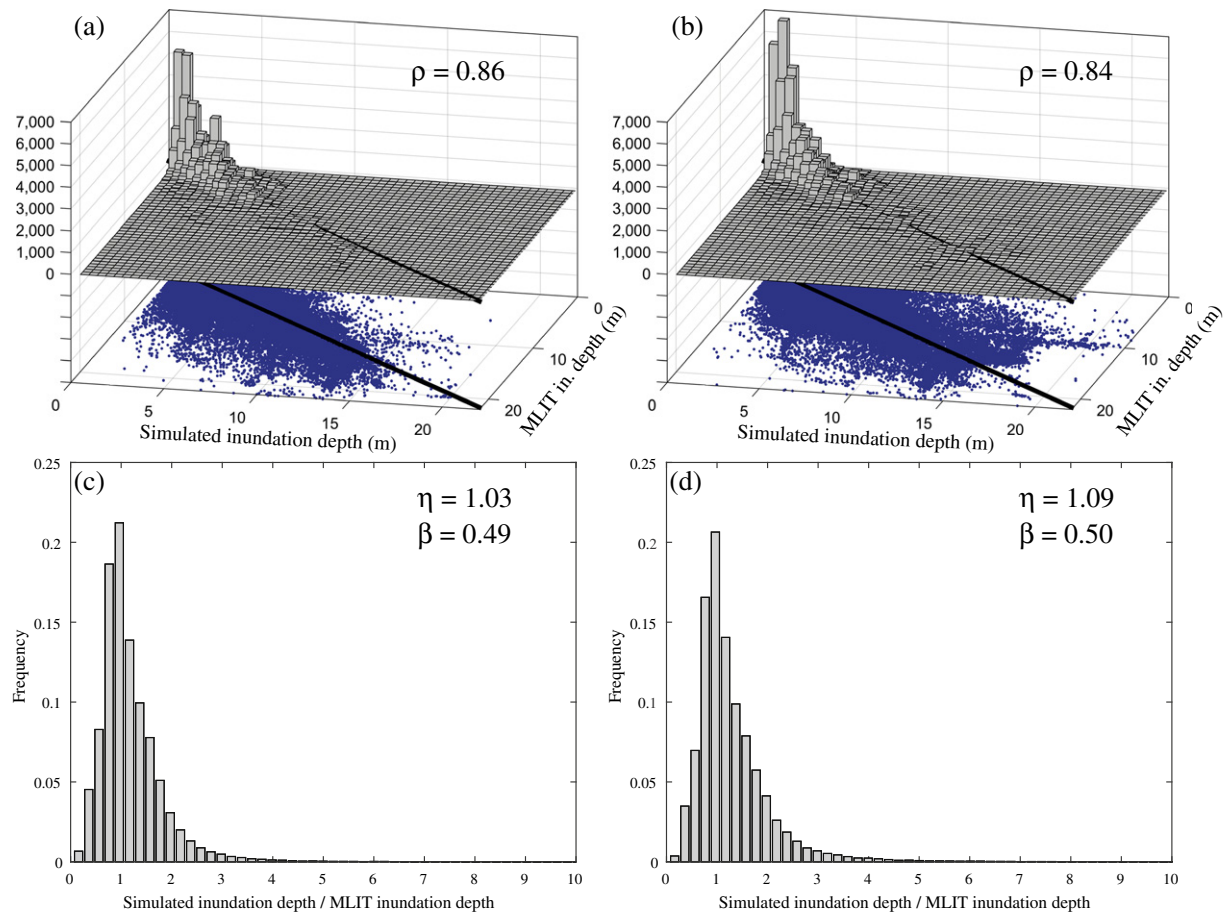 (a)
ρ = 0.86
7,000
6,000
5,000
4,000
3,000
2,000
1,000
0
0
5
10
15
20
Simulated inundation depth (m)
0
10
20
MLIT in. depth (m)
(b)
ρ = 0.84
7,000
6,000
5,000
4,000
3,000
2,000
1,000
0
0
5
10
15
20
Simulated inundation depth (m)
0
10
20
MLIT in. depth (m)
(c)
η = 1.03
β = 0.49
0.25
0.2
0.15
0.1
0.05
0
Frequency
0 1 2 3 4 5 6 7 8 9 10
Simulated inundation depth / MLIT inundation depth
(d)
η = 1.09
β = 0.50
0.25
0.2
0.15
0.1
0.05
0
Frequency
0 1 2 3 4 5 6 7 8 9 10
Simulated inundation depth / MLIT inundation depth